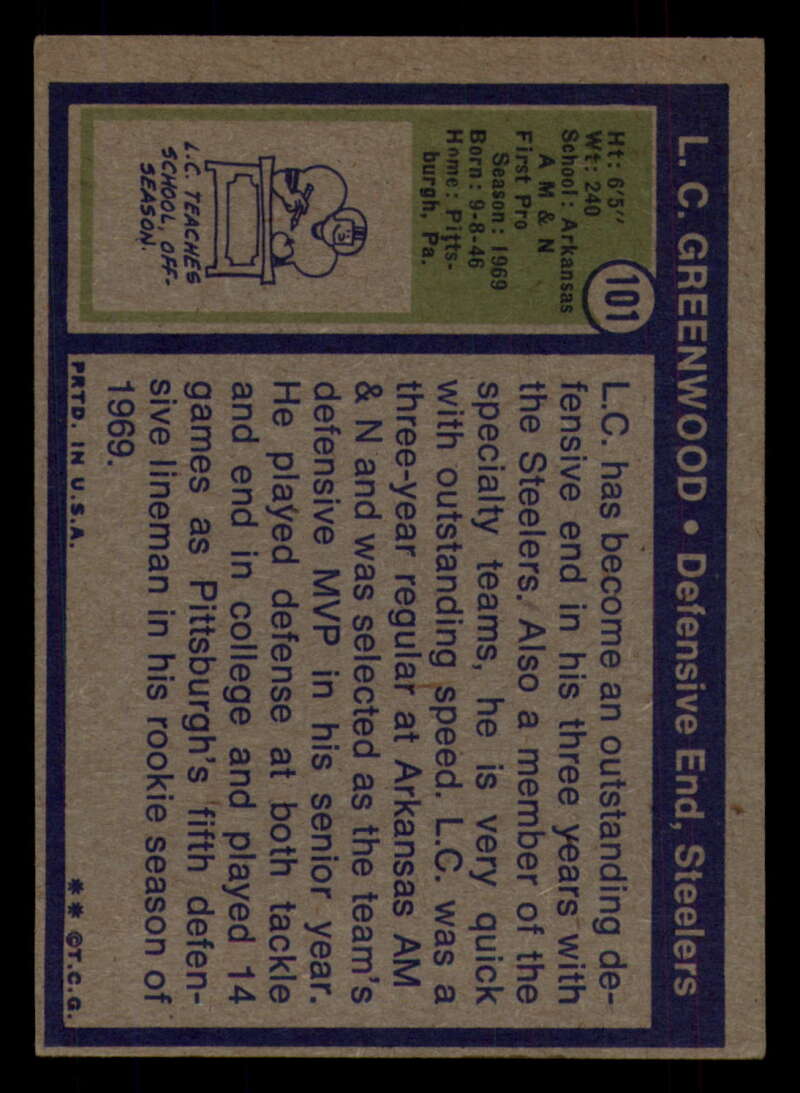 L. C. GREENWOOD • Defensive End, Steelers
101
Ht: 6'5"
Wt: 240
School: Arkansas
A M & N
First Pro
Season: 1969
Born: 9-8-46
Home: Pitts-
burgh, Pa.
L.C. TEACHES
SCHOOL, OFF-
SEASON.
L.C. has become an outstanding de-
fensive end in his three years with
the Steelers. Also a member of the
specialty teams, he is very quick
with outstanding speed. L.C. was a
three-year regular at Arkansas AM
& N and was selected as the team's
defensive MVP in his senior year.
He played defense at both tackle
and end in college and played 14
games as Pittsburgh's fifth defen-
sive lineman in his rookie season of
1969.
PRTD. IN U.S.A.
** ©T.C.G.